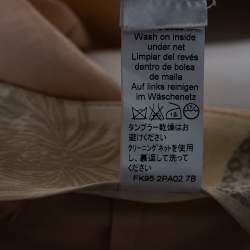 Wash on inside
under net
Limpiar del revés
dentro de bolsa
de malla
Auf links reinigen
im Wäschenetz
タンブラー乾燥はお
避けください
クリーニングネットを使用
し、裏返して洗って
ください
FK95 2PA02 7B